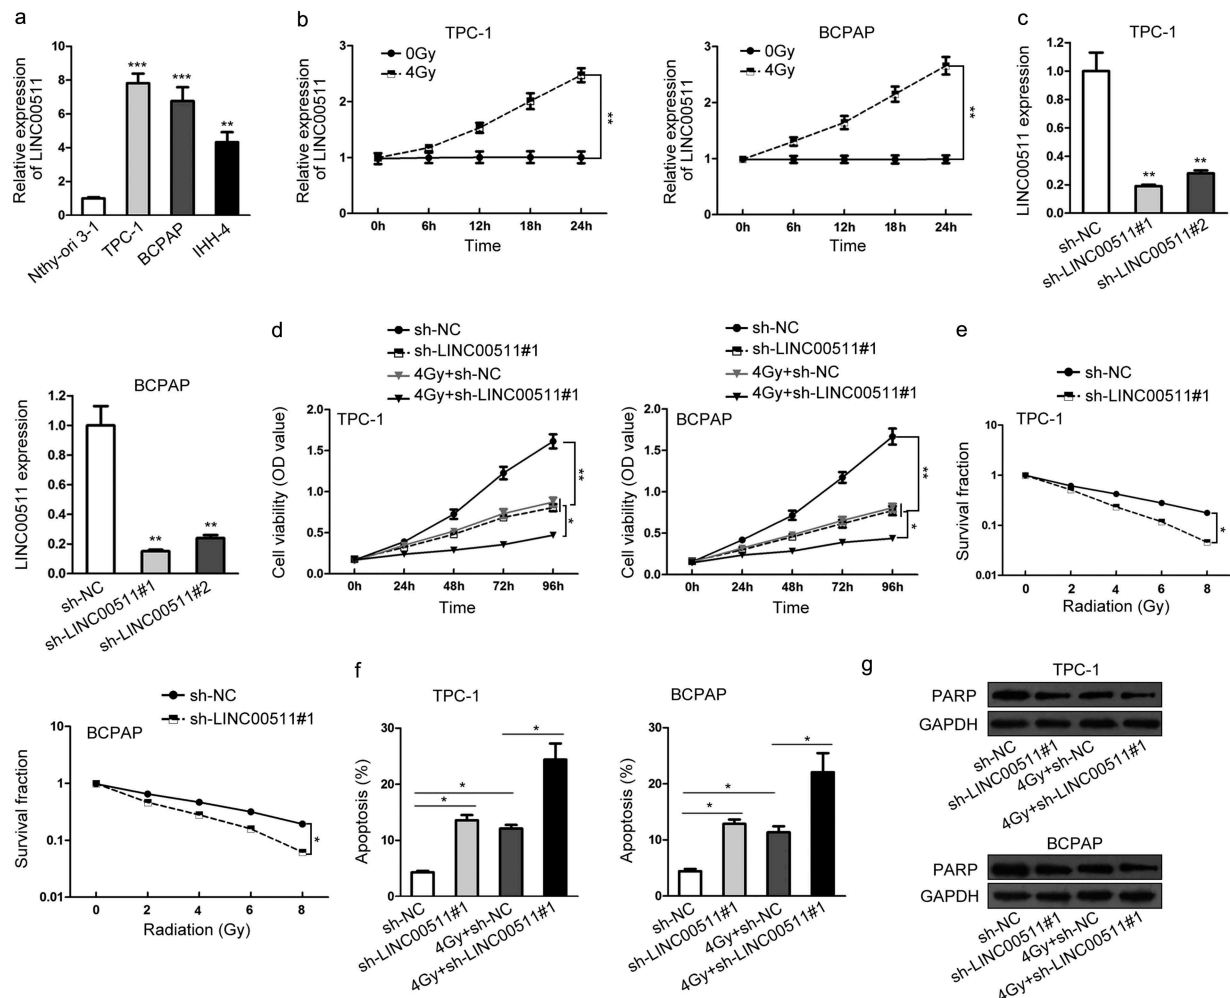 a
Relative expression
of LINC00511
10
8
6
4
2
0
***
***
**
Nthy-ori 3-1
TPC-1
BCPAP
IHH-4
b
TPC-1
Relative expression
of LINC00511
3
2
1
0
0Gy
4Gy
**
0h 6h 12h 18h 24h
Time
BCPAP
Relative expression
of LINC00511
3
2
1
0
0Gy
4Gy
**
0h 6h 12h 18h 24h
Time
c
TPC-1
LINC00511 expression
1.2
1.0
0.8
0.6
0.4
0.2
0.0
**
**
sh-NC
sh-LINC00511#1
sh-LINC00511#2
BCPAP
LINC00511 expression
1.2
1.0
0.8
0.6
0.4
0.2
0.0
**
**
sh-NC
sh-LINC00511#1
sh-LINC00511#2
d
sh-NC
sh-LINC00511#1
4Gy+sh-NC
4Gy+sh-LINC00511#1
TPC-1
Cell viability (OD value)
2.0
1.5
1.0
0.5
0.0
**
*
0h 24h 48h 72h 96h
Time
sh-NC
sh-LINC00511#1
4Gy+sh-NC
4Gy+sh-LINC00511#1
BCPAP
Cell viability (OD value)
2.0
1.5
1.0
0.5
0.0
**
*
0h 24h 48h 72h 96h
Time
e
sh-NC
sh-LINC00511#1
TPC-1
Survival fraction
10
1
0.1
0.01
*
0 2 4 6 8
Radiation (Gy)
sh-NC
sh-LINC00511#1
BCPAP
Survival fraction
10
1
0.1
0.01
*
0 2 4 6 8
Radiation (Gy)
f
TPC-1
Apoptosis (%)
30
20
10
0
*
*
*
sh-NC
sh-LINC00511#1
4Gy+sh-NC
4Gy+sh-LINC00511#1
BCPAP
Apoptosis (%)
30
20
10
0
*
*
*
sh-NC
sh-LINC00511#1
4Gy+sh-NC
4Gy+sh-LINC00511#1
g
TPC-1
PARP
GAPDH
sh-NC
sh-LINC00511#1
4Gy+sh-NC
4Gy+sh-LINC00511#1
BCPAP
PARP
GAPDH
sh-NC
sh-LINC00511#1
4Gy+sh-NC
4Gy+sh-LINC00511#1